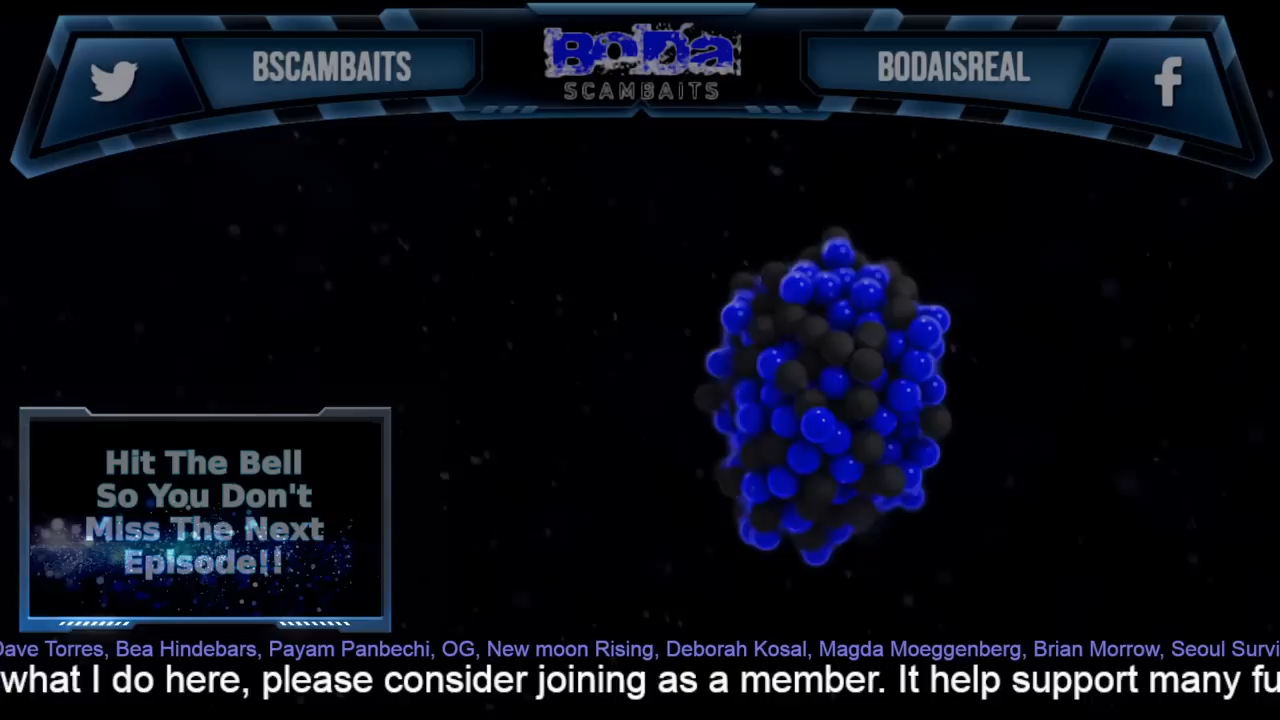 BSCAMBAITS
BoDa
SCAMBAITS
BODAISREAL
Hit The Bell
So You Don't
Miss The Next
Episode!!
Dave Torres, Bea Hindebars, Payam Panbechi, OG, New moon Rising, Deborah Kosal, Magda Moeggenberg, Brian Morrow, Seoul Survi
what I do here, please consider joining as a member. It help support many fu